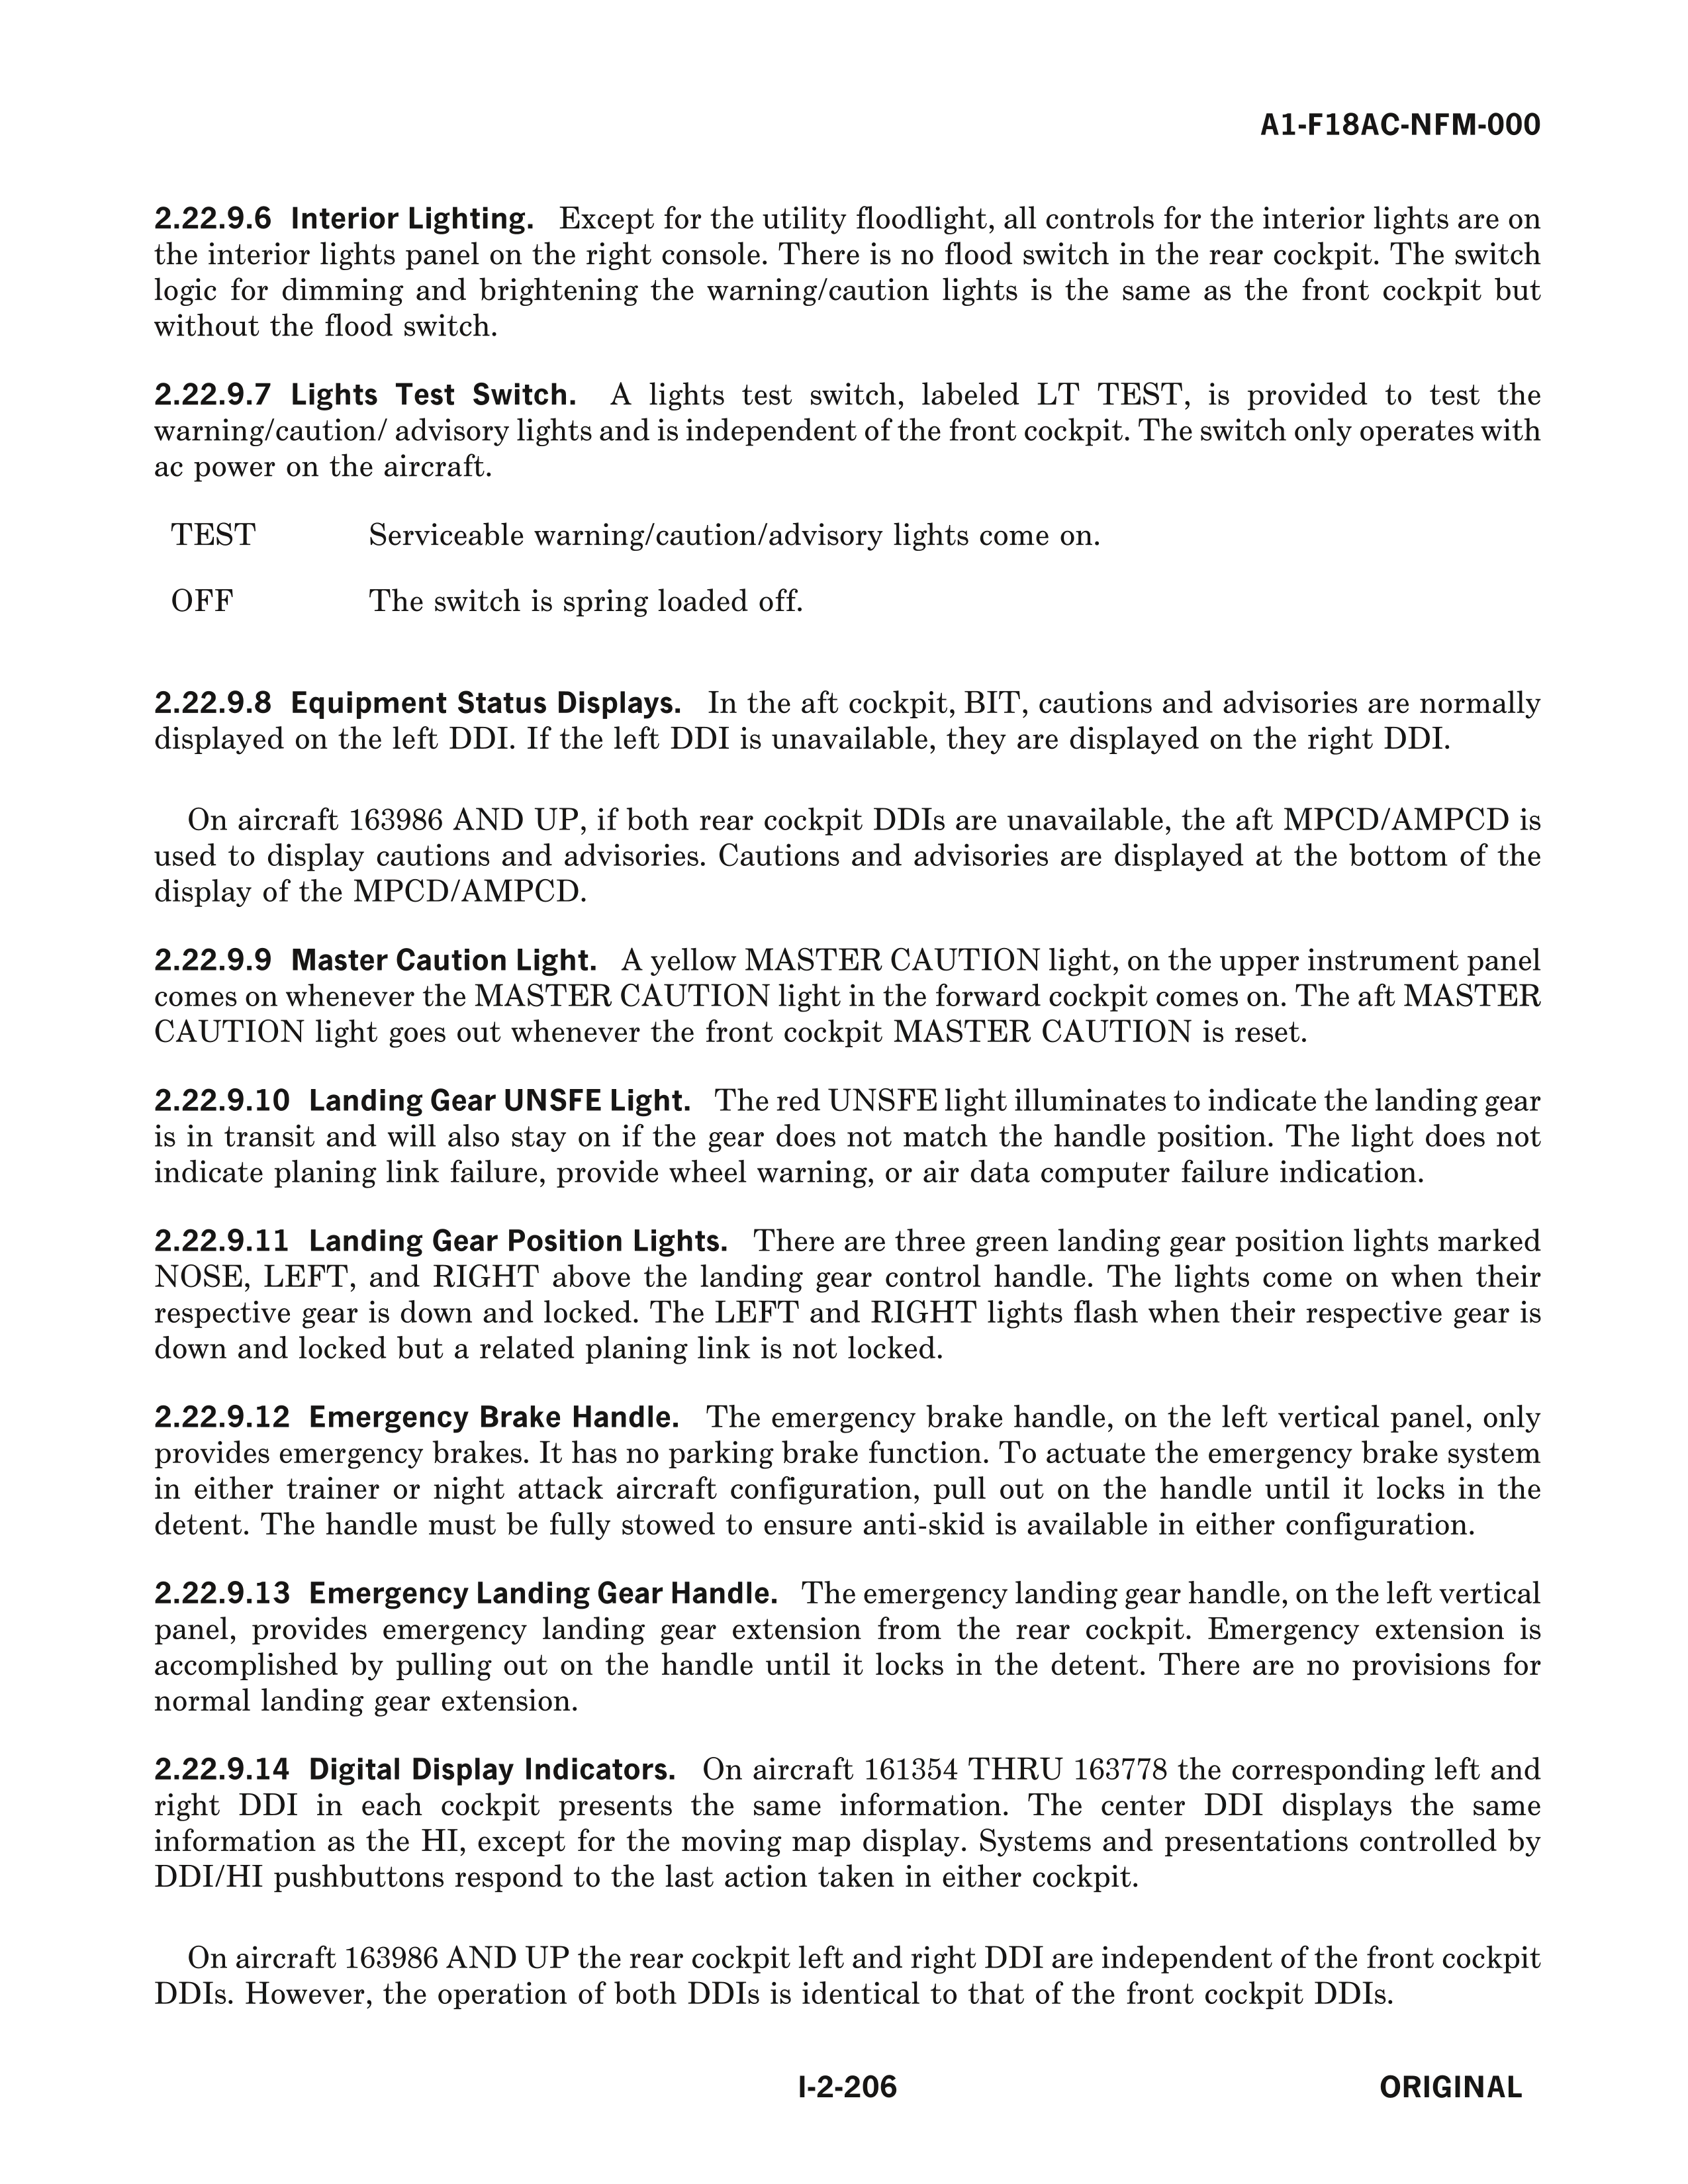 A1-F18AC-NFM-000
2.22.9.6 Interior Lighting. Except for the utility floodlight, all controls for the interior lights are on
the interior lights panel on the right console. There is no flood switch in the rear cockpit. The switch
logic for dimming and brightening the warning/caution lights is the same as the front cockpit but
without the flood switch.
2.22.9.7 Lights Test Switch. A lights test switch, labeled LT TEST, is provided to test the
warning/caution/ advisory lights and is independent of the front cockpit. The switch only operates with
ac power on the aircraft.
TEST Serviceable warning/caution/advisory lights come on.
OFF The switch is spring loaded off.
2.22.9.8 Equipment Status Displays. In the aft cockpit, BIT, cautions and advisories are normally
displayed on the left DDI. If the left DDI is unavailable, they are displayed on the right DDI.
On aircraft 163986 AND UP, if both rear cockpit DDIs are unavailable, the aft MPCD/AMPCD is
used to display cautions and advisories. Cautions and advisories are displayed at the bottom of the
display of the MPCD/AMPCD.
2.22.9.9 Master Caution Light. A yellow MASTER CAUTION light, on the upper instrument panel
comes on whenever the MASTER CAUTION light in the forward cockpit comes on. The aft MASTER
CAUTION light goes out whenever the front cockpit MASTER CAUTION is reset.
2.22.9.10 Landing Gear UNSFE Light. The red UNSFE light illuminates to indicate the landing gear
is in transit and will also stay on if the gear does not match the handle position. The light does not
indicate planing link failure, provide wheel warning, or air data computer failure indication.
2.22.9.11 Landing Gear Position Lights. There are three green landing gear position lights marked
NOSE, LEFT, and RIGHT above the landing gear control handle. The lights come on when their
respective gear is down and locked. The LEFT and RIGHT lights flash when their respective gear is
down and locked but a related planing link is not locked.
2.22.9.12 Emergency Brake Handle. The emergency brake handle, on the left vertical panel, only
provides emergency brakes. It has no parking brake function. To actuate the emergency brake system
in either trainer or night attack aircraft configuration, pull out on the handle until it locks in the
detent. The handle must be fully stowed to ensure anti-skid is available in either configuration.
2.22.9.13 Emergency Landing Gear Handle. The emergency landing gear handle, on the left vertical
panel, provides emergency landing gear extension from the rear cockpit. Emergency extension is
accomplished by pulling out on the handle until it locks in the detent. There are no provisions for
normal landing gear extension.
2.22.9.14 Digital Display Indicators. On aircraft 161354 THRU 163778 the corresponding left and
right DDI in each cockpit presents the same information. The center DDI displays the same
information as the HI, except for the moving map display. Systems and presentations controlled by
DDI/HI pushbuttons respond to the last action taken in either cockpit.
On aircraft 163986 AND UP the rear cockpit left and right DDI are independent of the front cockpit
DDIs. However, the operation of both DDIs is identical to that of the front cockpit DDIs.
I-2-206 ORIGINAL